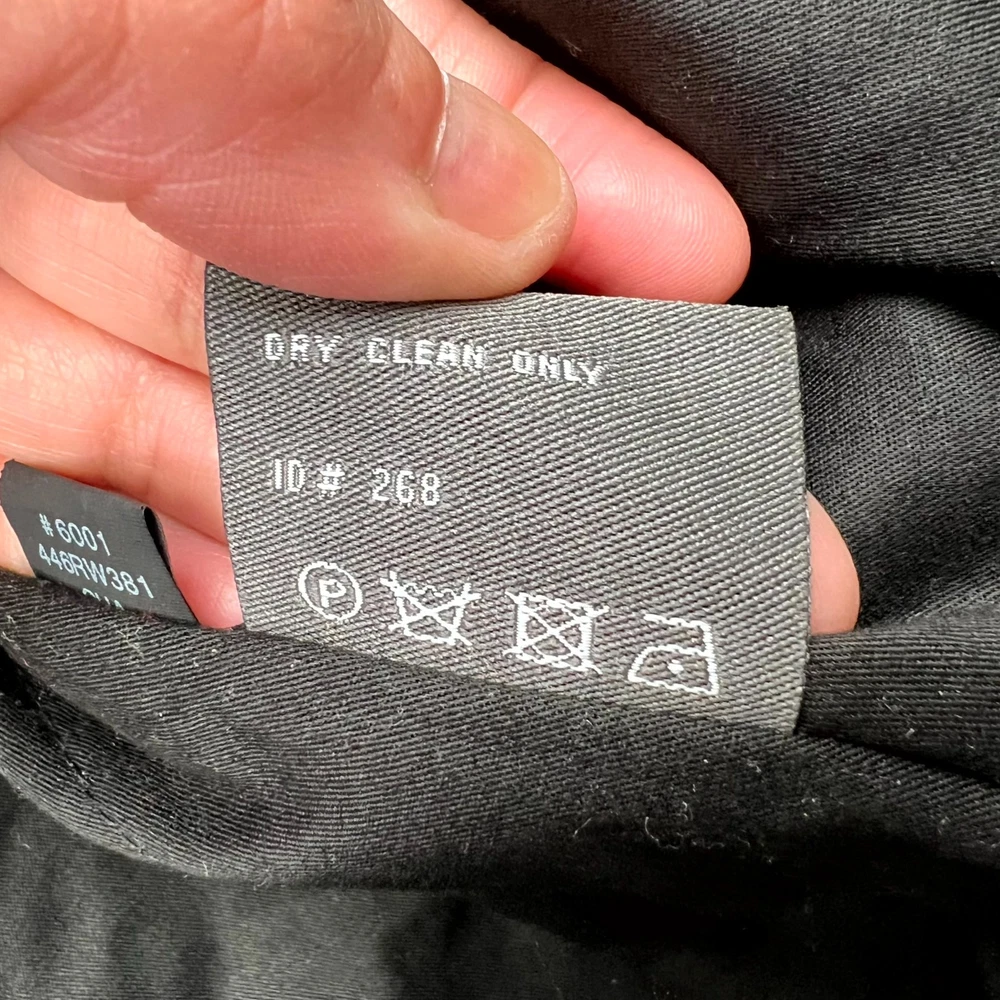 DRY CLEAN ONLY
ID# 268
P
#6001
446RW381